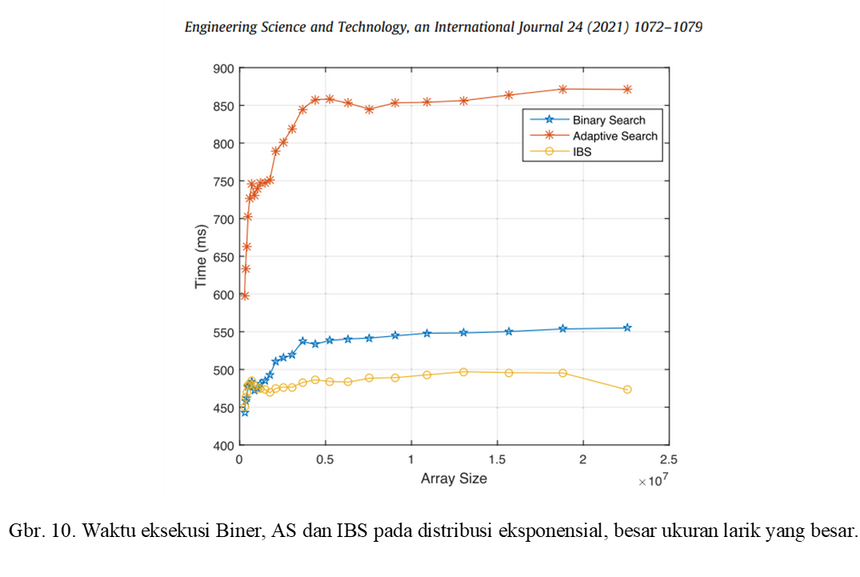 Engineering Science and Technology, an International Journal 24 (2021) 1072–1079
900
850
800
750
700
650
600
550
500
450
400
Time (ms)
Binary Search
Adaptive Search
IBS
0
0.5
1
1.5
2
2.5
Array Size
×10⁷
Gbr. 10. Waktu eksekusi Biner, AS dan IBS pada distribusi eksponensial, besar ukuran larik yang besar.